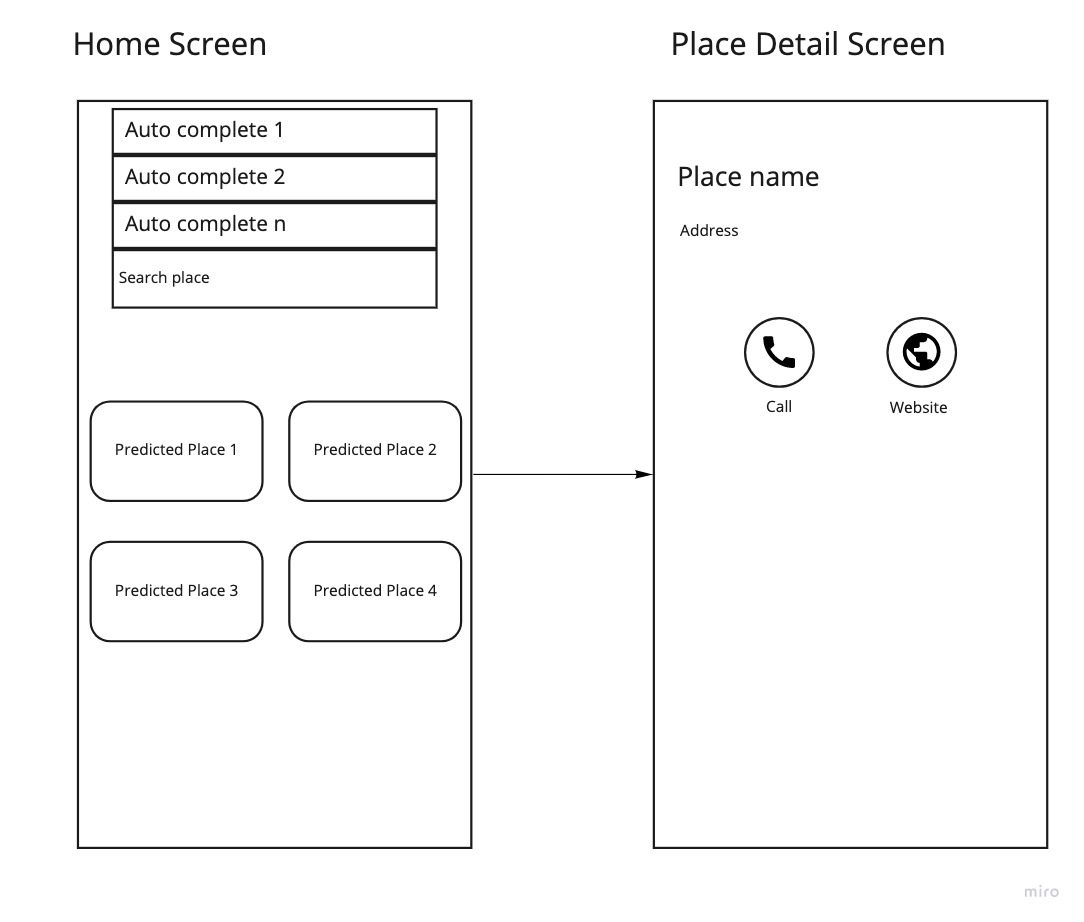 Home Screen
Place Detail Screen
Auto complete 1
Auto complete 2
Auto complete n
Search place
Predicted Place 1
Predicted Place 2
Predicted Place 3
Predicted Place 4
Place name
Address
Call
Website
miro